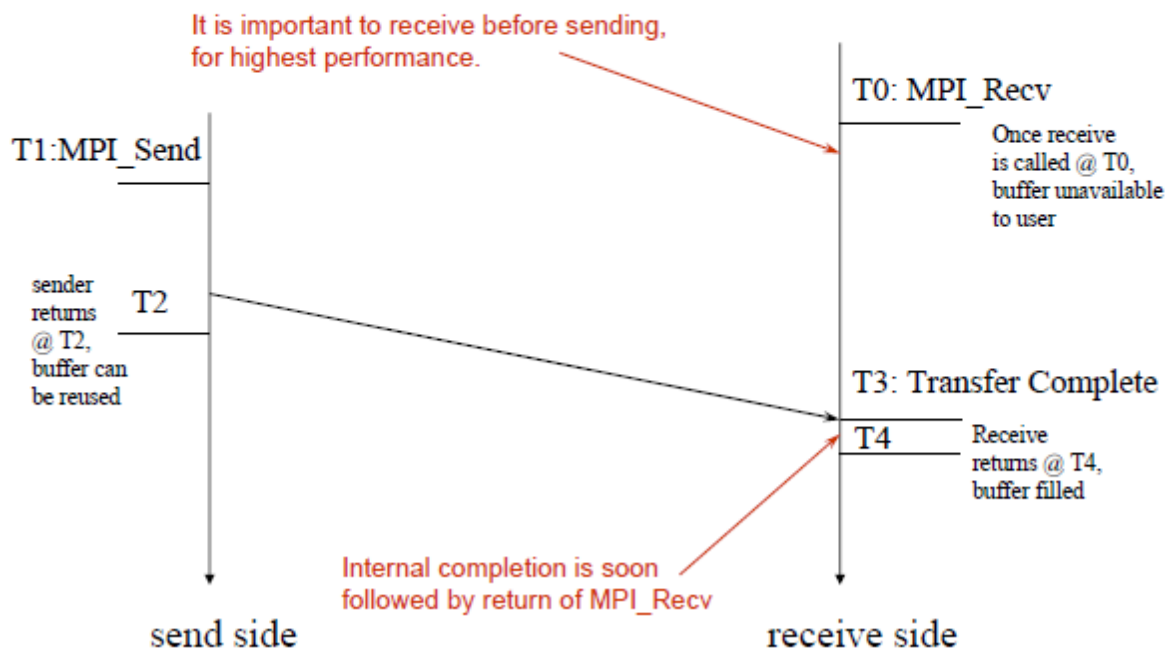 It is important to receive before sending,
for highest performance.
T0: MPI_Recv
Once receive
is called @ T0,
buffer unavailable
to user
T1:MPI_Send
sender
returns
@ T2,
buffer can
be reused
T2
T3: Transfer Complete
T4
Receive
returns @ T4,
buffer filled
Internal completion is soon
followed by return of MPI_Recv
send side
receive side